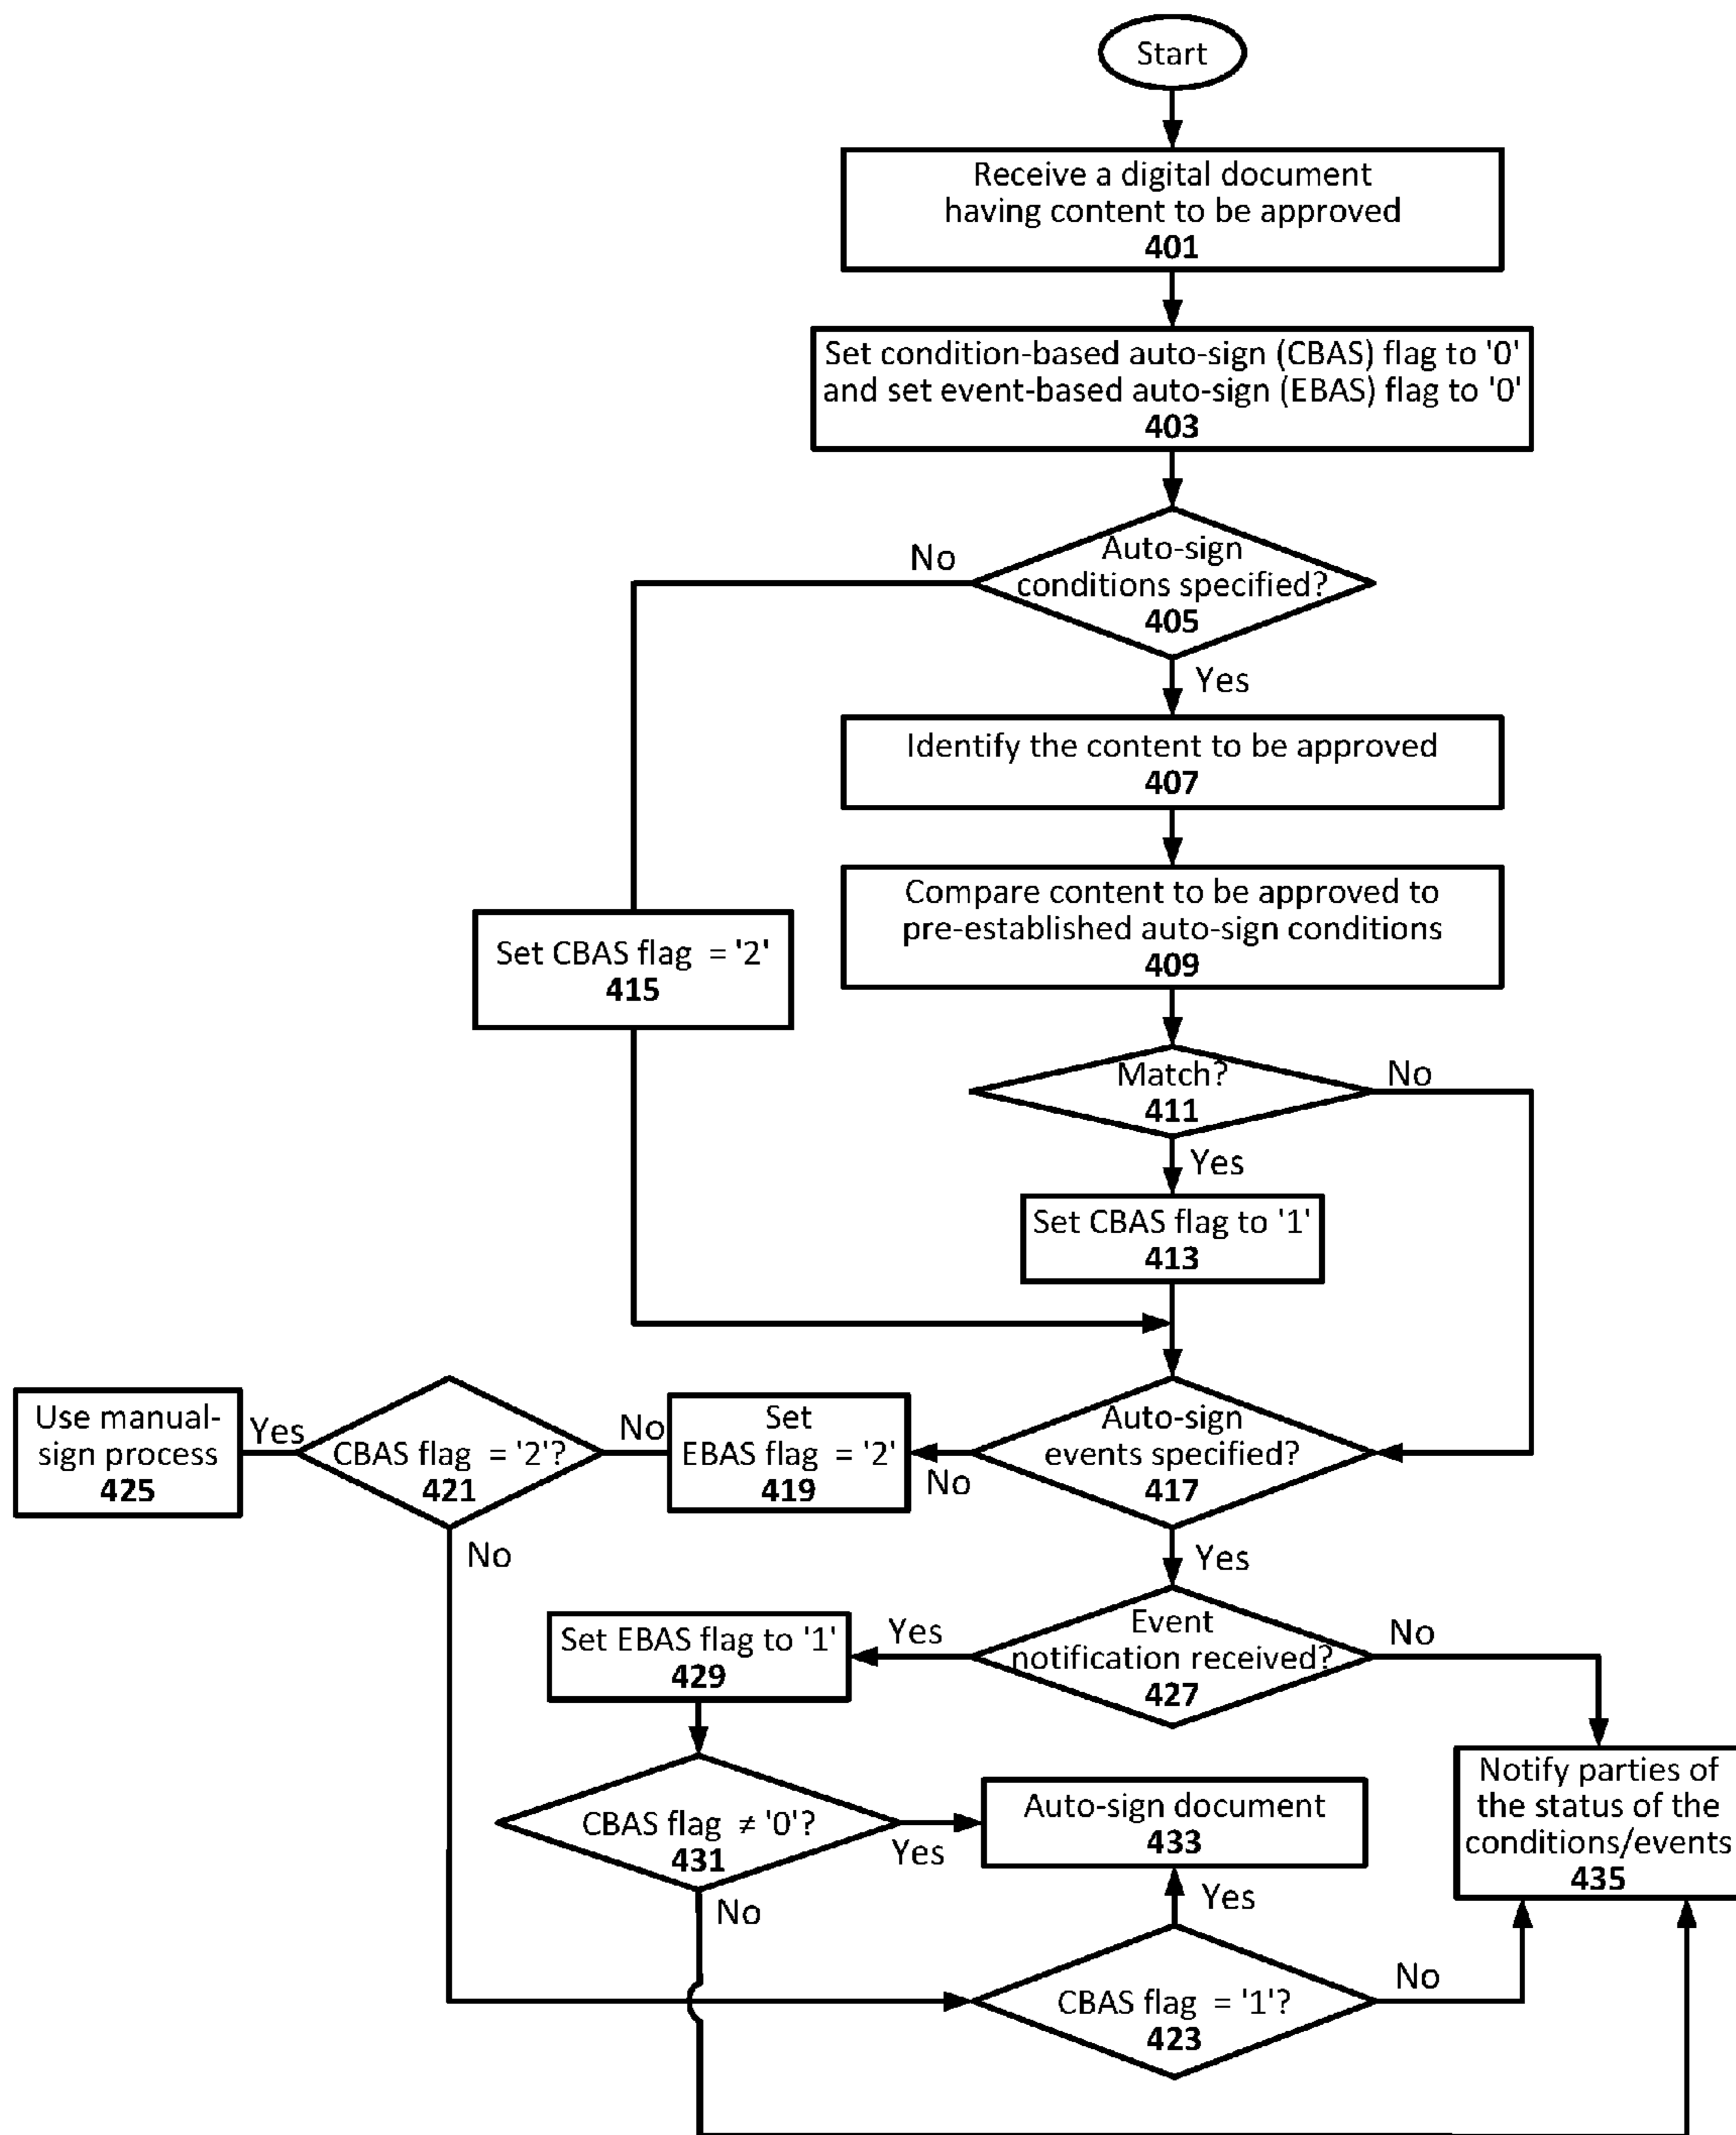 Start
Receive a digital document
having content to be approved
401
Set condition-based auto-sign (CBAS) flag to '0'
and set event-based auto-sign (EBAS) flag to '0'
403
No
Auto-sign
conditions specified?
405
Yes
Identify the content to be approved
407
Compare content to be approved to
pre-established auto-sign conditions
409
Set CBAS flag = '2'
415
Match?
411
No
Yes
Set CBAS flag to '1'
413
Use manual-
sign process
425
Yes
CBAS flag = '2'?
421
No
Set
EBAS flag = '2'
419
No
Auto-sign
events specified?
417
No
Yes
Set EBAS flag to '1'
429
Yes
Event
notification received?
427
No
CBAS flag ≠ '0'?
431
Yes
Auto-sign document
433
Notify parties of
the status of the
conditions/events
435
No
Yes
CBAS flag = '1'?
423
No